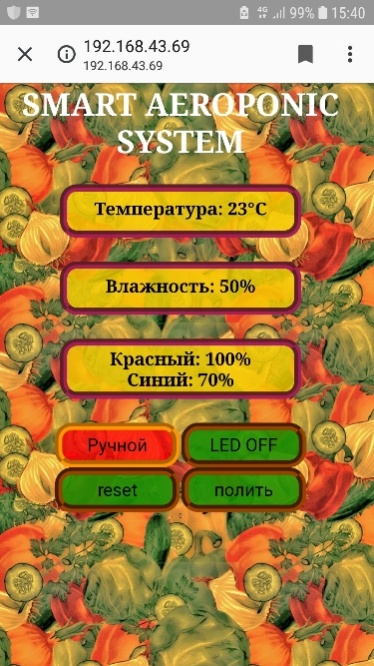 4G 99% 15:40
192.168.43.69
192.168.43.69
SMART AEROPONIC
SYSTEM
Температура: 23°C
Влажность: 50%
Красный: 100%
Синий: 70%
Ручной LED OFF
reset полить